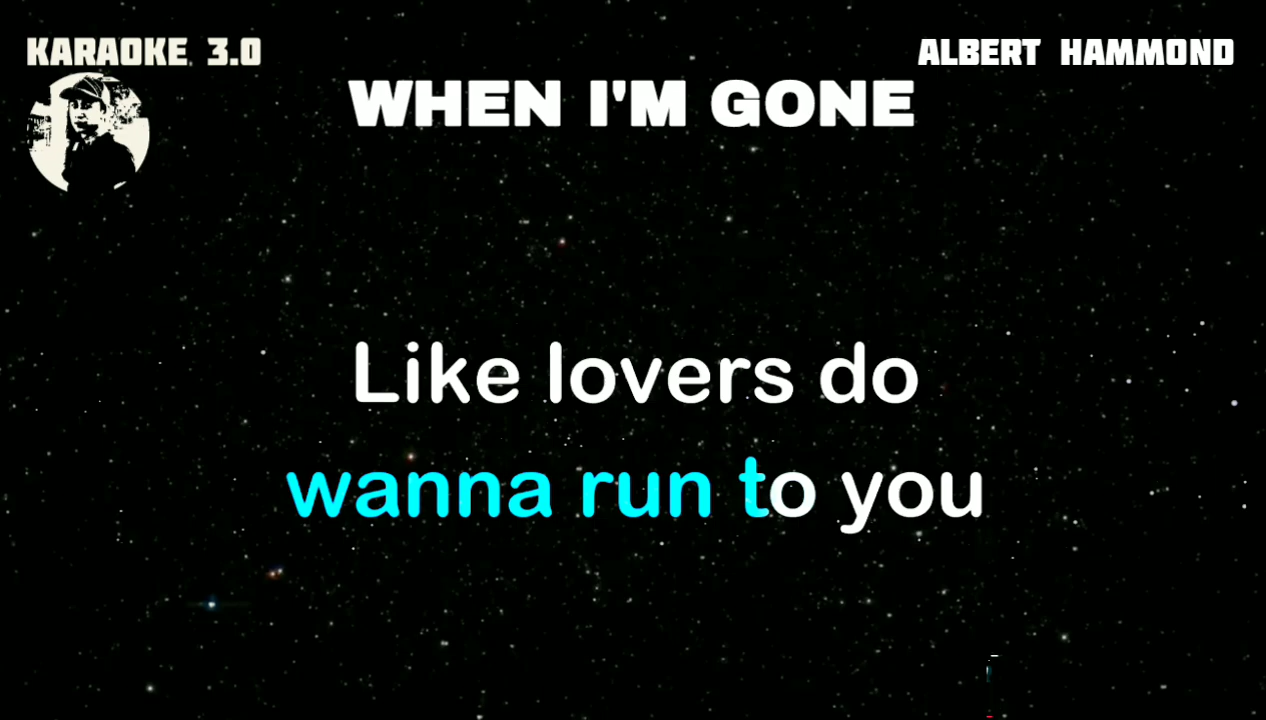 KARAOKE 3.0
ALBERT HAMMOND
WHEN I'M GONE
Like lovers do
wanna run to you